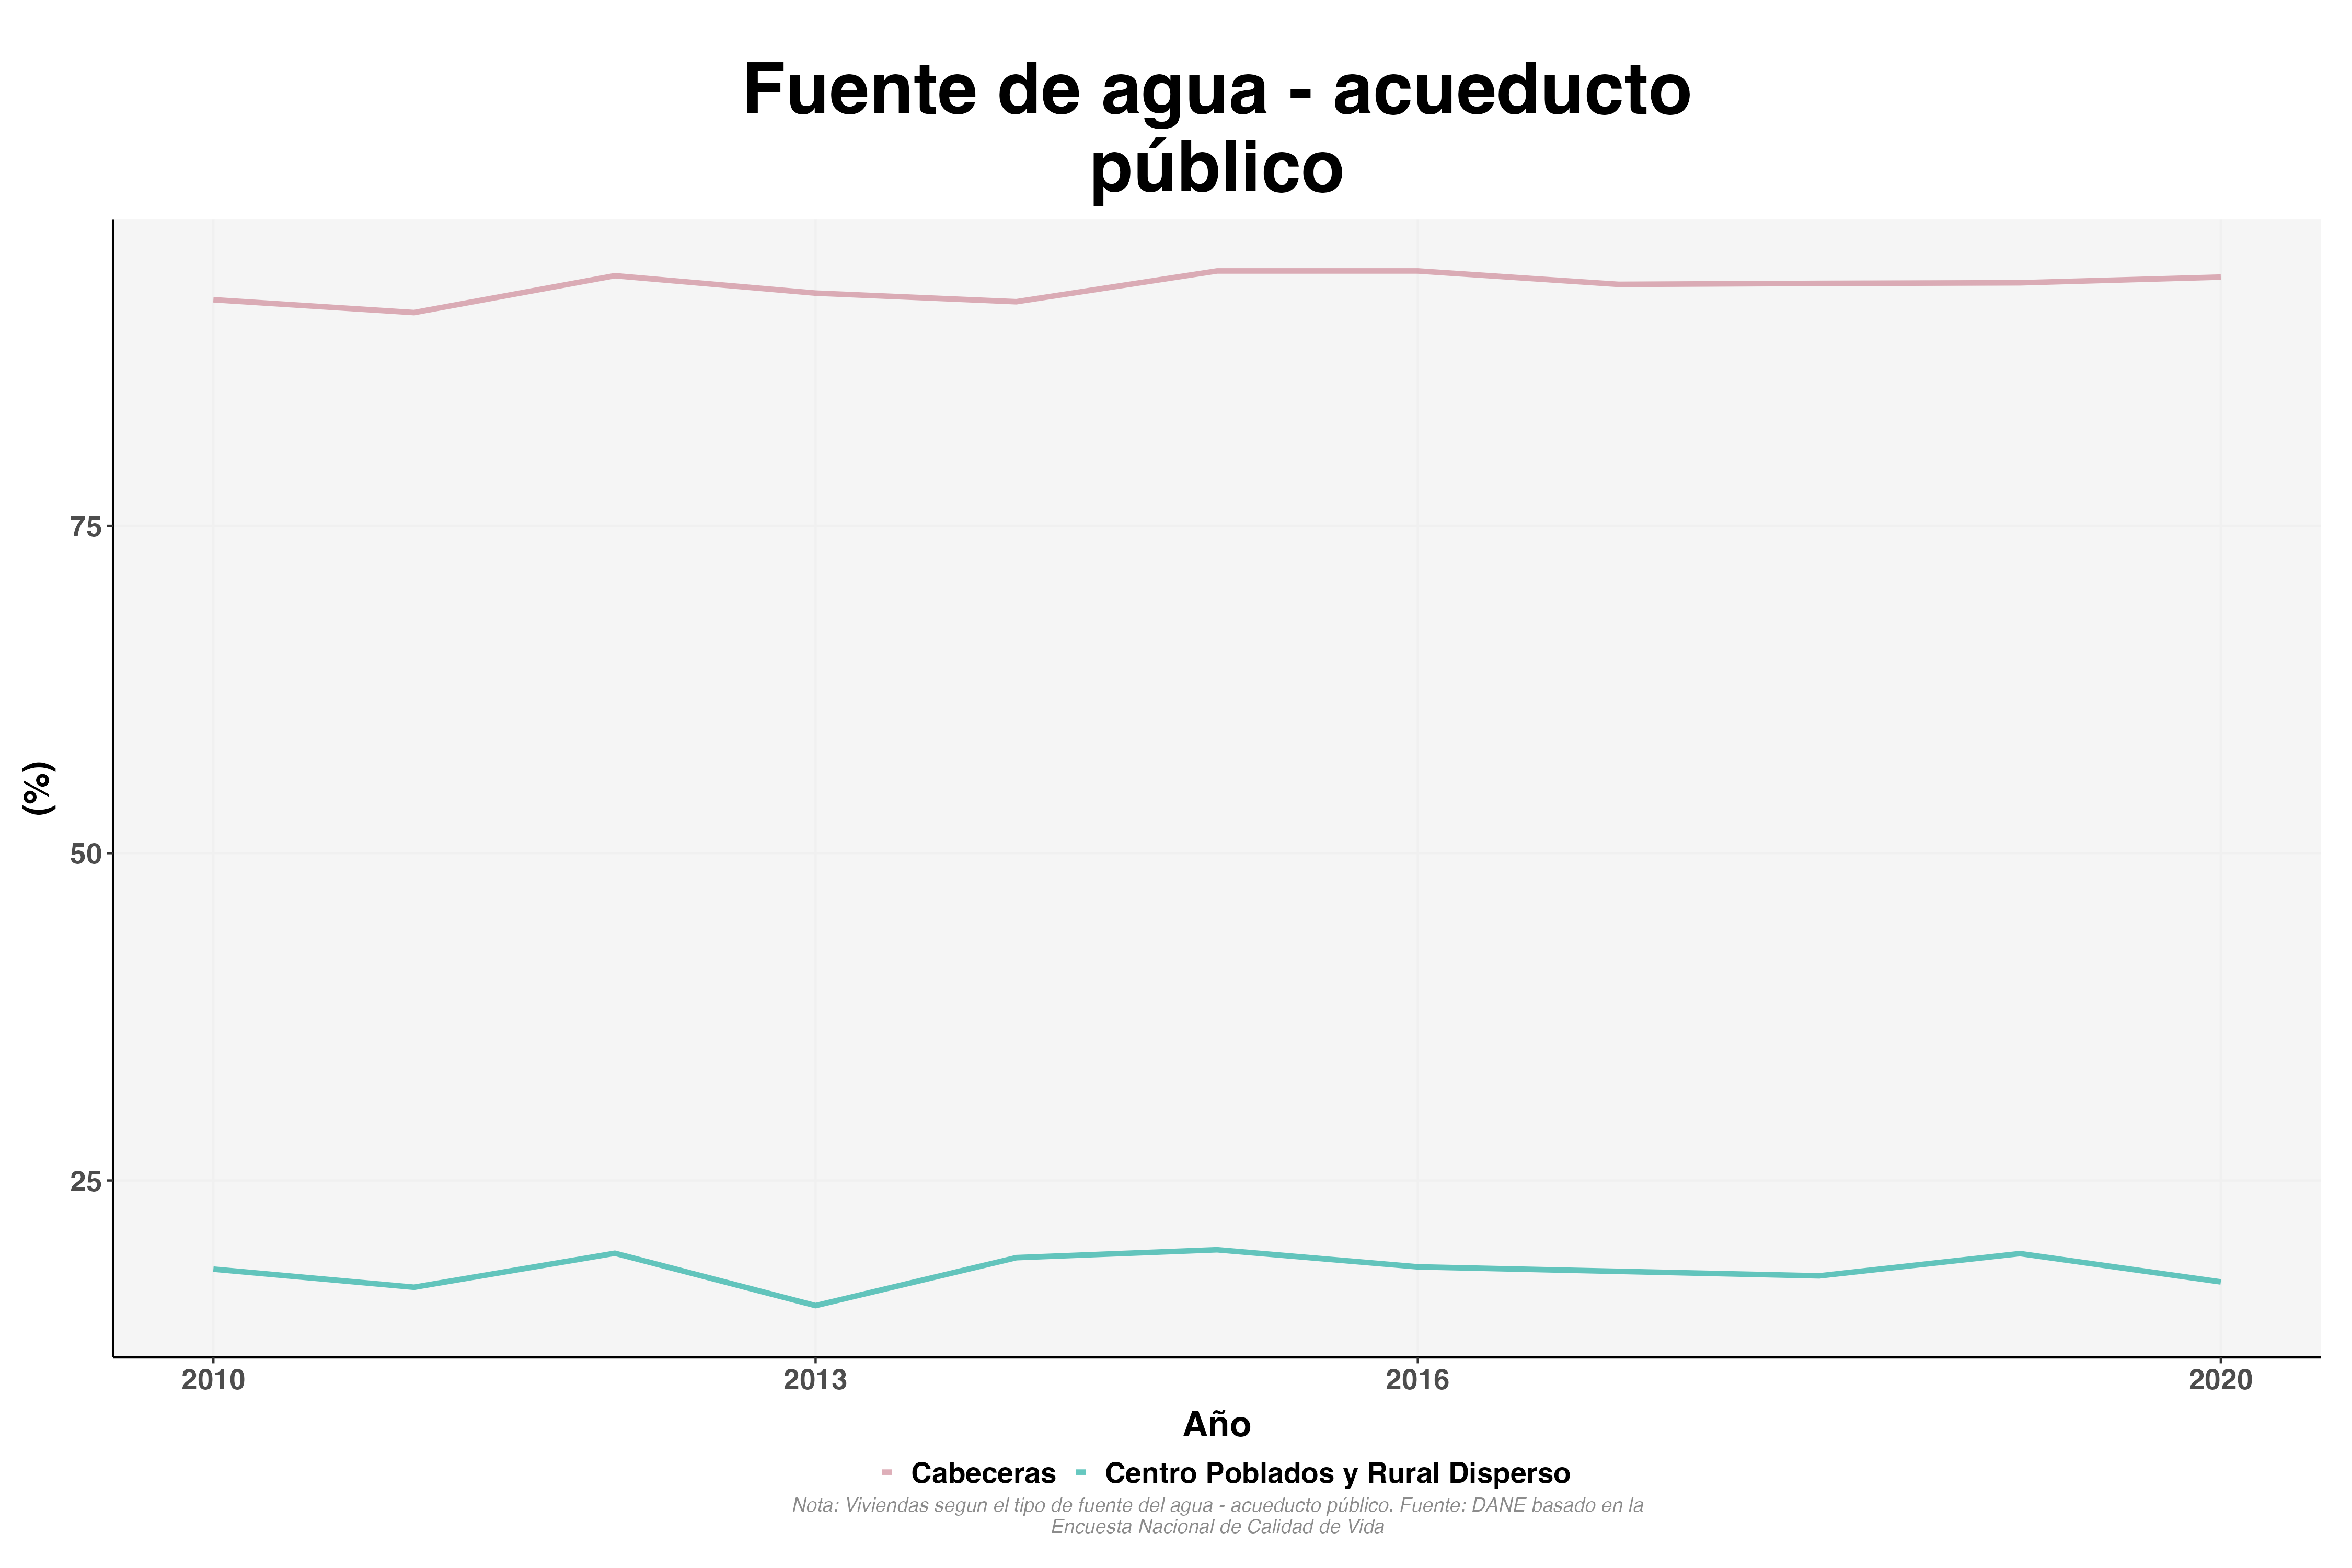 Fuente de agua - acueducto
público
(%)
75
50
25
2010 2013 2016 2020
Año
Cabeceras Centro Poblados y Rural Disperso
Nota: Viviendas segun el tipo de fuente del agua - acueducto público. Fuente: DANE basado en la
Encuesta Nacional de Calidad de Vida